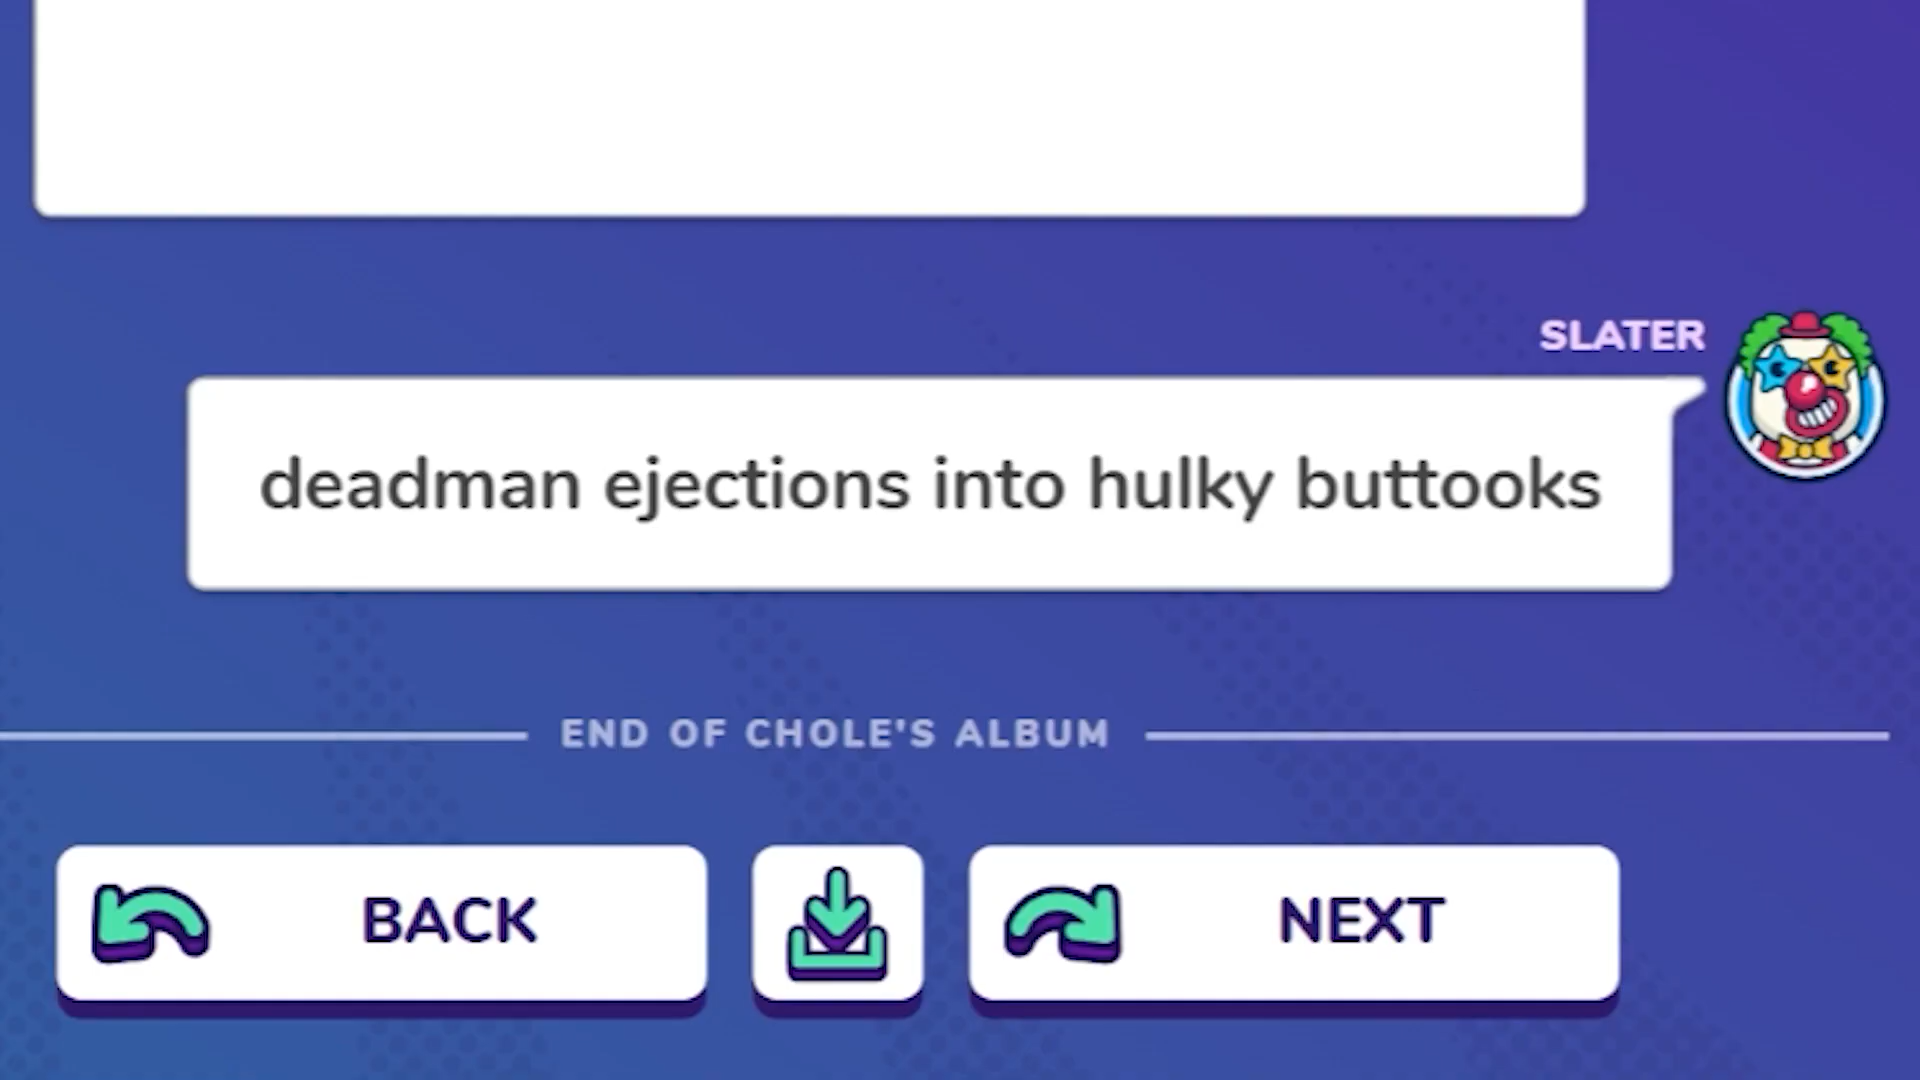 SLATER
deadman ejections into hulky buttooks
END OF CHOLE'S ALBUM
BACK
NEXT